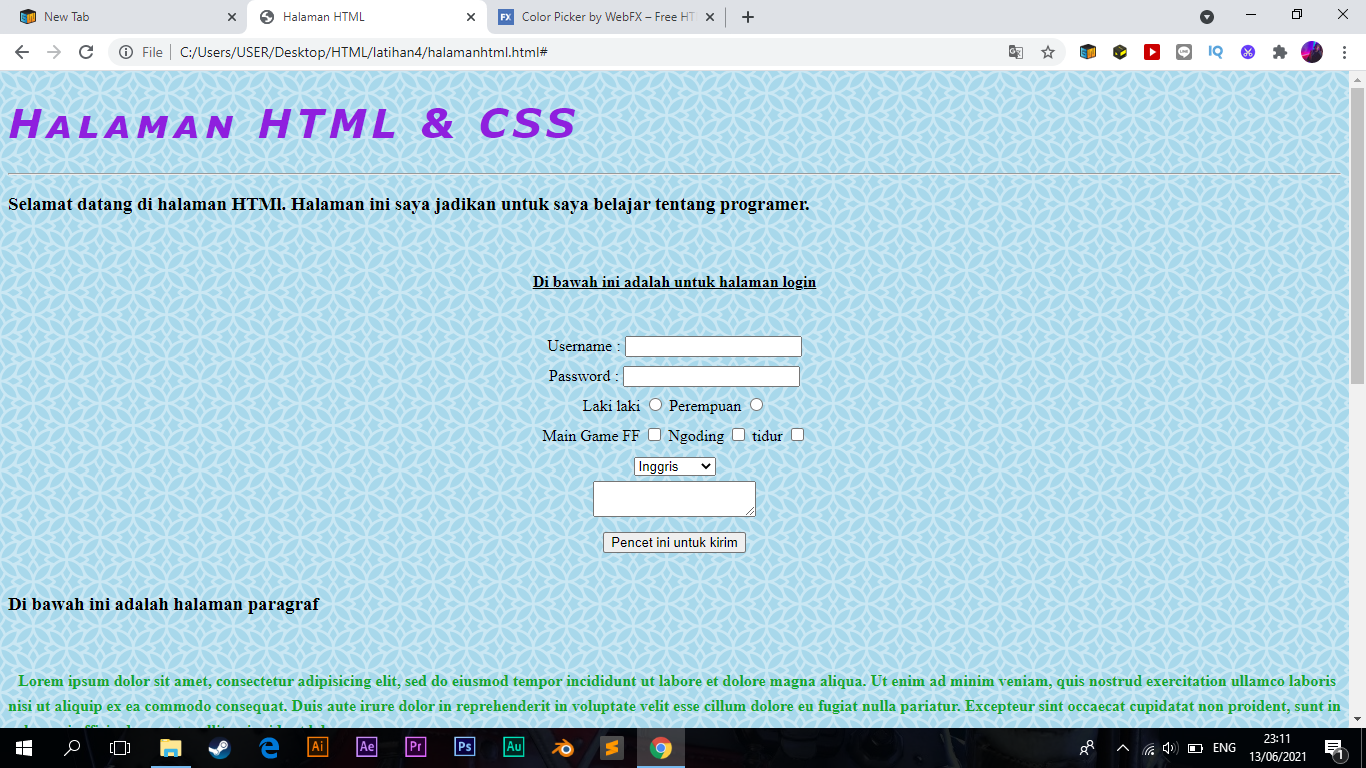 New Tab
Halaman HTML
Color Picker by WebFX – Free HT
File
C:/Users/USER/Desktop/HTML/latihan4/halamanhtml.html#
Halaman HTML & CSS
Selamat datang di halaman HTMl. Halaman ini saya jadikan untuk saya belajar tentang programer.
Di bawah ini adalah untuk halaman login
Username :
Password :
Laki laki Perempuan
Main Game FF Ngoding tidur
Inggris
Pencet ini untuk kirim
Di bawah ini adalah halaman paragraf
Lorem ipsum dolor sit amet, consectetur adipisicing elit, sed do eiusmod tempor incididunt ut labore et dolore magna aliqua. Ut enim ad minim veniam, quis nostrud exercitation ullamco laboris
nisi ut aliquip ex ea commodo consequat. Duis aute irure dolor in reprehenderit in voluptate velit esse cillum dolore eu fugiat nulla pariatur. Excepteur sint occaecat cupidatat non proident, sunt in
Ai Ae Pr Ps Au
ENG
23:11
13/06/2021
1